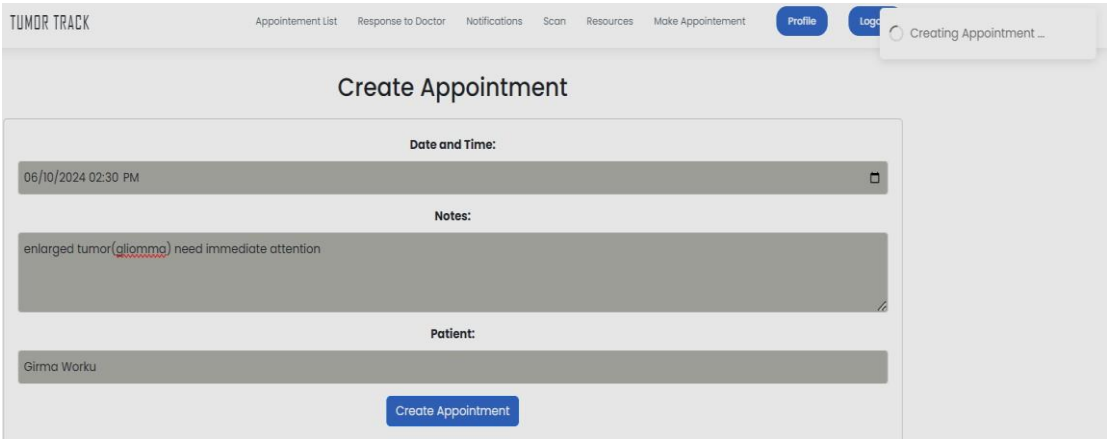 TUMOR TRACK
Appointement List Response to Doctor Notifications Scan Resources Make Appointement Profile Logo
Creating Appointment ...
Create Appointment
Date and Time:
06/10/2024 02:30 PM
Notes:
enlarged tumor(gliomma) need immediate attention
Patient:
Girma Worku
Create Appointment